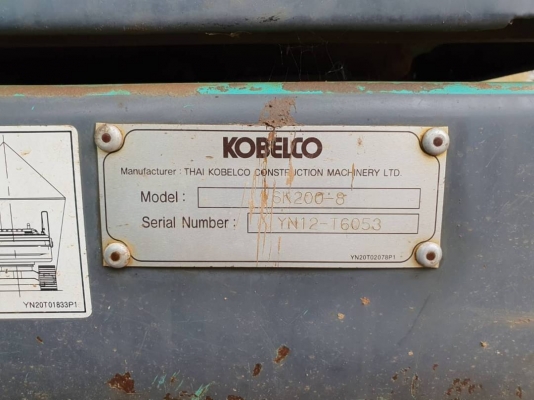 KOBELCO
Manufacturer : THAI KOBELCO CONSTRUCTION MACHINERY LTD.
Model : SK200-8
Serial Number : YN12-T6053
YN20T02079P1
YN20T01833P1